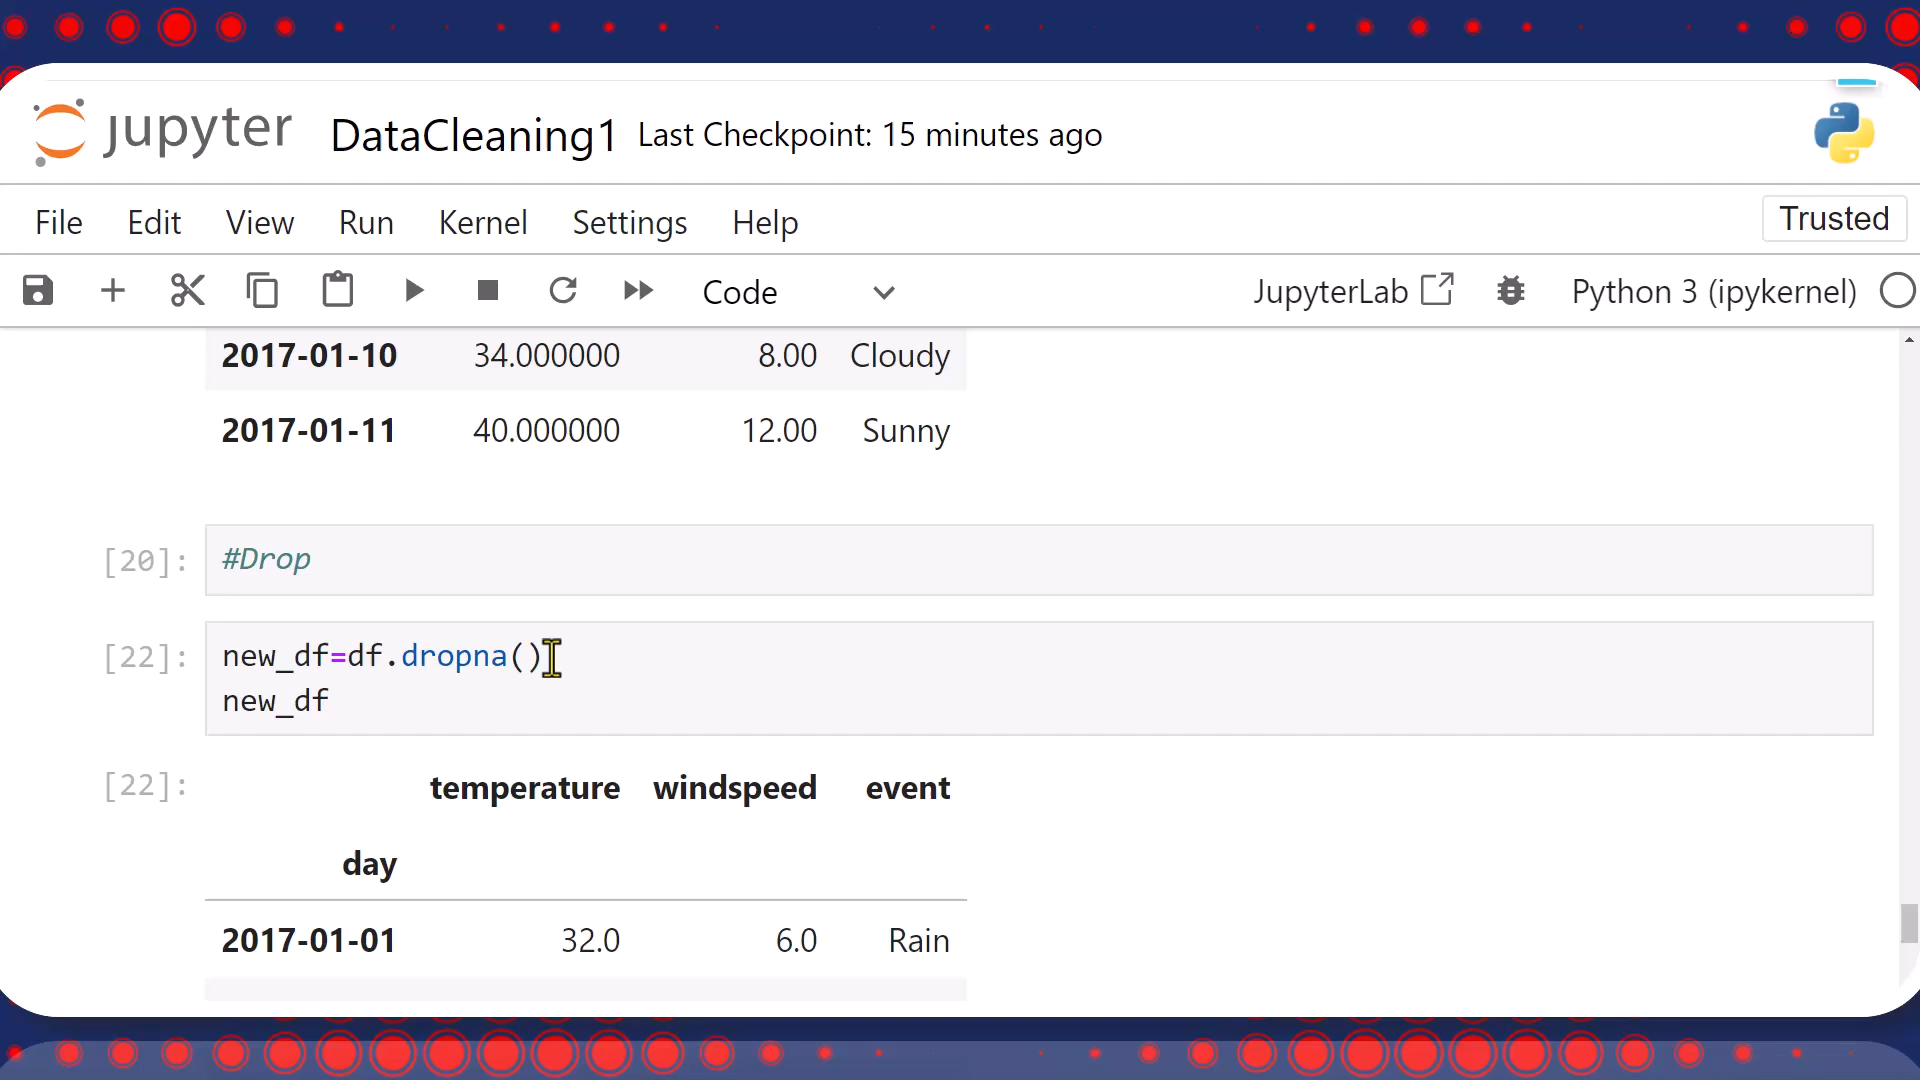 jupyter DataCleaning1 Last Checkpoint: 15 minutes ago
File Edit View Run Kernel Settings Help Trusted
Code JupyterLab Python 3 (ipykernel)
2017-01-10 34.000000 8.00 Cloudy
2017-01-11 40.000000 12.00 Sunny
[20]: #Drop
[22]: new_df=df.dropna()
new_df
[22]: temperature windspeed event
day
2017-01-01 32.0 6.0 Rain